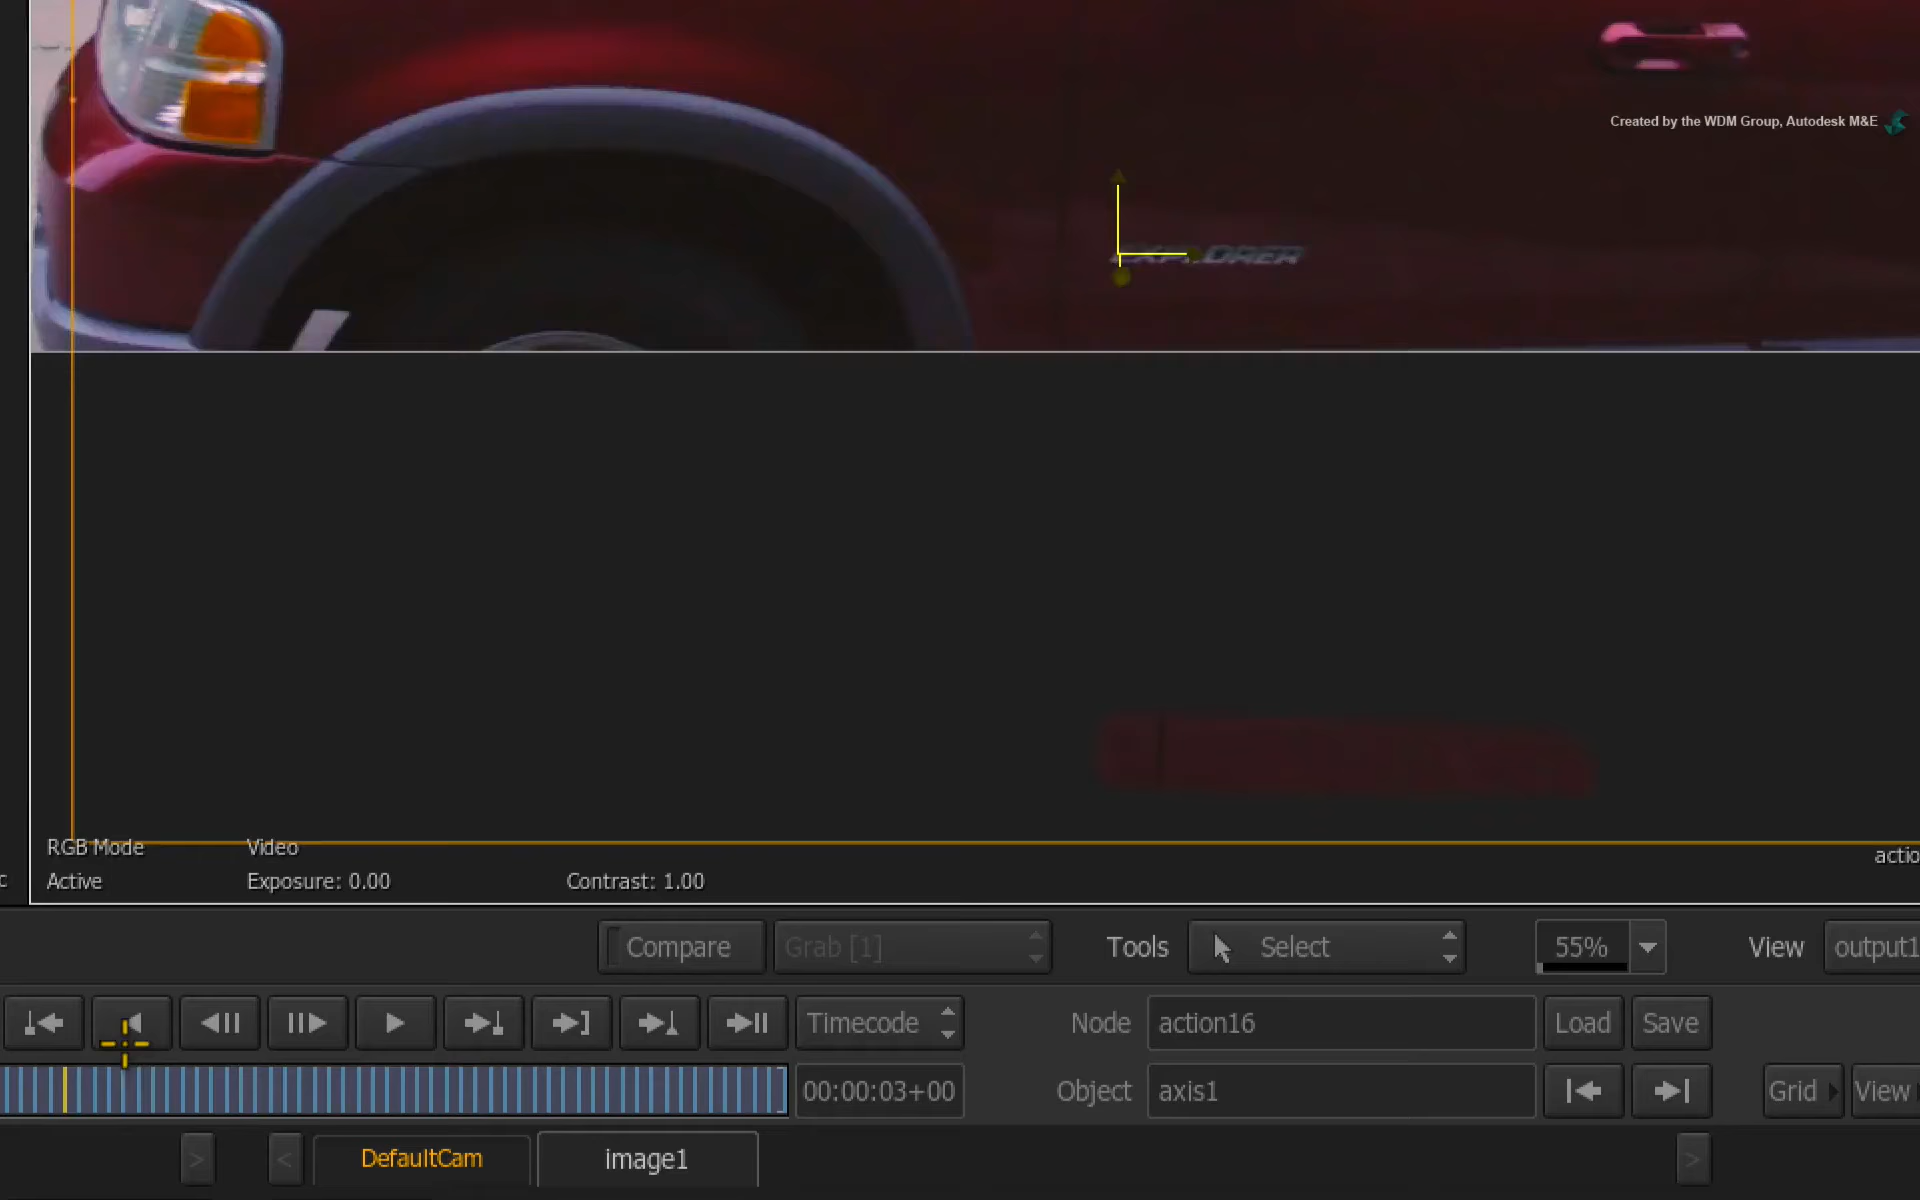 Created by the WDM Group, Autodesk M&E
EXPLORER
RGB Mode
Video
actio
c
Active
Exposure: 0.00
Contrast: 1.00
Compare
Grab [1]
Tools
Select
55%
View
output1
Timecode
Node
action16
Load
Save
00:00:03+00
Object
axis1
Grid
View
>
<
DefaultCam
image1
>